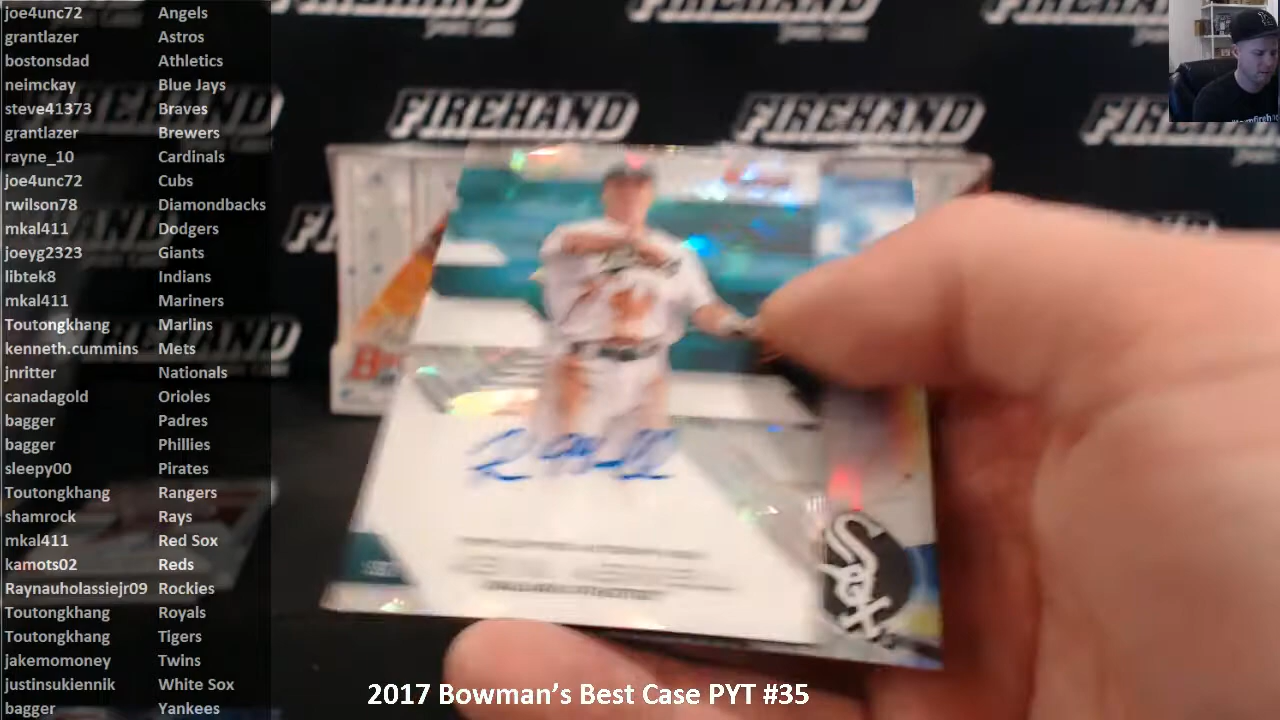 joe4unc72 Angels
grantlazer Astros
bostonsdad Athletics
neimckay Blue Jays
steve41373 Braves
grantlazer Brewers
rayne_10 Cardinals
joe4unc72 Cubs
rwilson78 Diamondbacks
mkal411 Dodgers
joeyg2323 Giants
libtek8 Indians
mkal411 Mariners
Toutongkhang Marlins
kenneth.cummins Mets
jnritter Nationals
canadagold Orioles
bagger Padres
bagger Phillies
sleepy00 Pirates
Toutongkhang Rangers
shamrock Rays
mkal411 Red Sox
kamots02 Reds
Raynauholassiejr09 Rockies
Toutongkhang Royals
Toutongkhang Tigers
jakemomoney Twins
justinsukiennik White Sox
bagger Yankees
FIREHAND
FIREHAND
FIREHAND
Sox
2017 Bowman's Best Case PYT #35